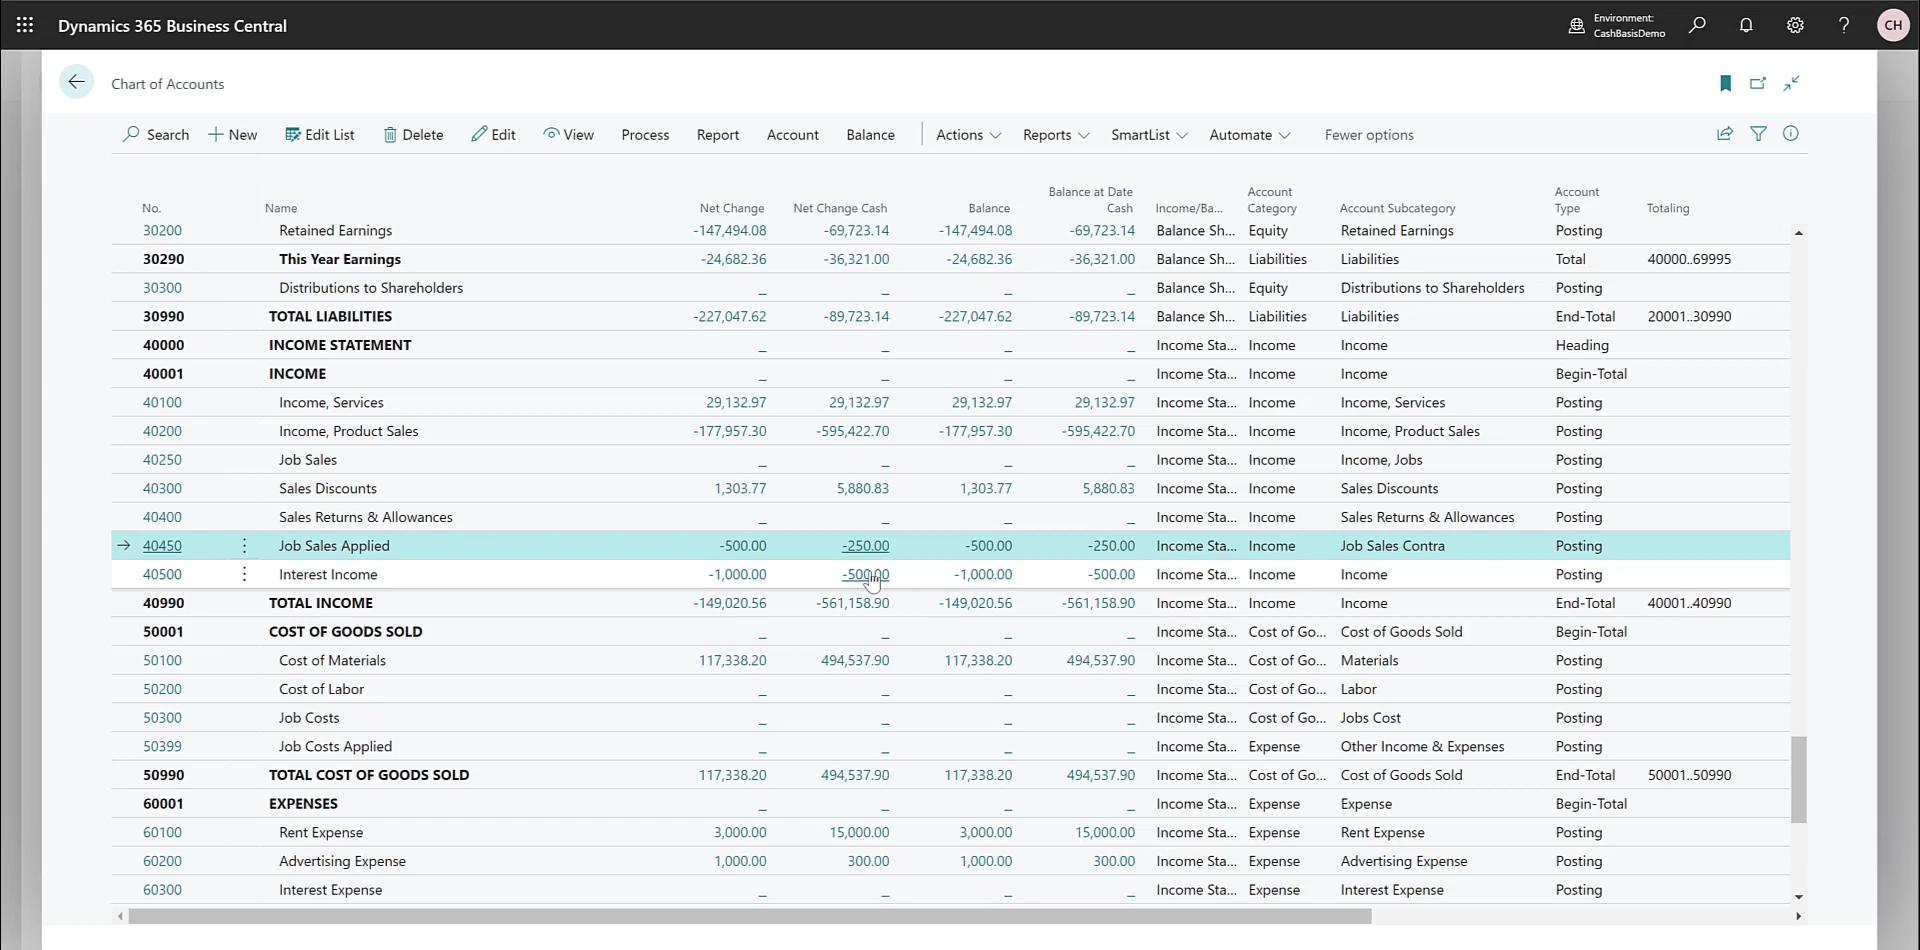 Dynamics 365 Business Central
Environment:
CashBasisDemo
?
CH
Chart of Accounts
Search New Edit List Delete Edit View Process Report Account Balance Actions Reports SmartList Automate Fewer options
No. Name Net Change Net Change Cash Balance Balance at Date Cash Income/Ba... Account Category Account Subcategory Account Type Totaling
30200 Retained Earnings -147,494.08 -69,723.14 -147,494.08 -69,723.14 Balance Sh... Equity Retained Earnings Posting
30290 This Year Earnings -24,682.36 -36,321.00 -24,682.36 -36,321.00 Balance Sh... Liabilities Liabilities Total 40000..69995
30300 Distributions to Shareholders _ _ _ _ Balance Sh... Equity Distributions to Shareholders Posting
30990 TOTAL LIABILITIES -227,047.62 -89,723.14 -227,047.62 -89,723.14 Balance Sh... Liabilities Liabilities End-Total 20001..30990
40000 INCOME STATEMENT _ _ _ _ Income Sta... Income Income Heading
40001 INCOME _ _ _ _ Income Sta... Income Income Begin-Total
40100 Income, Services 29,132.97 29,132.97 29,132.97 29,132.97 Income Sta... Income Income, Services Posting
40200 Income, Product Sales -177,957.30 -595,422.70 -177,957.30 -595,422.70 Income Sta... Income Income, Product Sales Posting
40250 Job Sales _ _ _ _ Income Sta... Income Income, Jobs Posting
40300 Sales Discounts 1,303.77 5,880.83 1,303.77 5,880.83 Income Sta... Income Sales Discounts Posting
40400 Sales Returns & Allowances _ _ _ _ Income Sta... Income Sales Returns & Allowances Posting
40450 Job Sales Applied -500.00 -250.00 -500.00 -250.00 Income Sta... Income Job Sales Contra Posting
40500 Interest Income -1,000.00 -500.00 -1,000.00 -500.00 Income Sta... Income Income Posting
40990 TOTAL INCOME -149,020.56 -561,158.90 -149,020.56 -561,158.90 Income Sta... Income Income End-Total 40001..40990
50001 COST OF GOODS SOLD _ _ _ _ Income Sta... Cost of Go... Cost of Goods Sold Begin-Total
50100 Cost of Materials 117,338.20 494,537.90 117,338.20 494,537.90 Income Sta... Cost of Go... Materials Posting
50200 Cost of Labor _ _ _ _ Income Sta... Cost of Go... Labor Posting
50300 Job Costs _ _ _ _ Income Sta... Cost of Go... Jobs Cost Posting
50399 Job Costs Applied _ _ _ _ Income Sta... Expense Other Income & Expenses Posting
50990 TOTAL COST OF GOODS SOLD 117,338.20 494,537.90 117,338.20 494,537.90 Income Sta... Cost of Go... Cost of Goods Sold End-Total 50001..50990
60001 EXPENSES _ _ _ _ Income Sta... Expense Expense Begin-Total
60100 Rent Expense 3,000.00 15,000.00 3,000.00 15,000.00 Income Sta... Expense Rent Expense Posting
60200 Advertising Expense 1,000.00 300.00 1,000.00 300.00 Income Sta... Expense Advertising Expense Posting
60300 Interest Expense _ _ _ _ Income Sta... Expense Interest Expense Posting